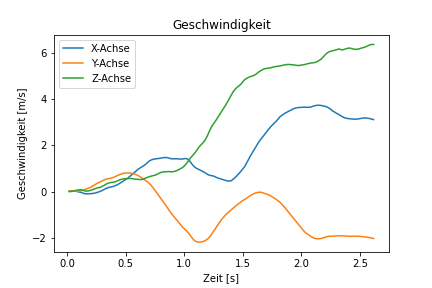 Geschwindigkeit
X-Achse
Y-Achse
Z-Achse
Geschwindigkeit [m/s]
6
4
2
0
−2
0.0 0.5 1.0 1.5 2.0 2.5
Zeit [s]